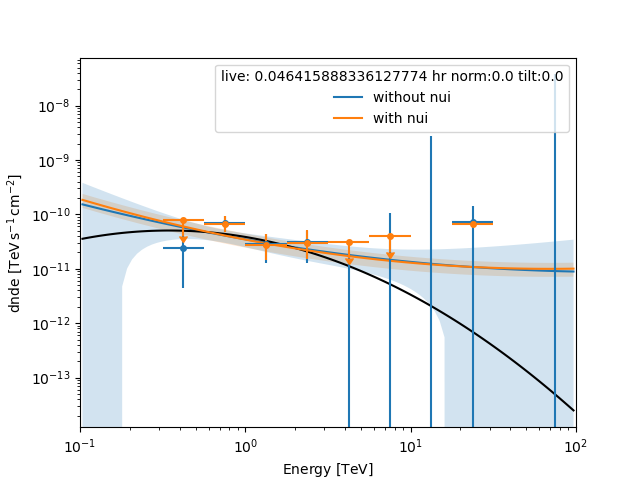 live: 0.046415888336127774 hr norm:0.0 tilt:0.0
without nui
with nui
dnde [TeV s⁻¹ cm⁻²]
10⁻⁸
10⁻⁹
10⁻¹⁰
10⁻¹¹
10⁻¹²
10⁻¹³
10⁻¹ 10⁰ 10¹ 10²
Energy [TeV]